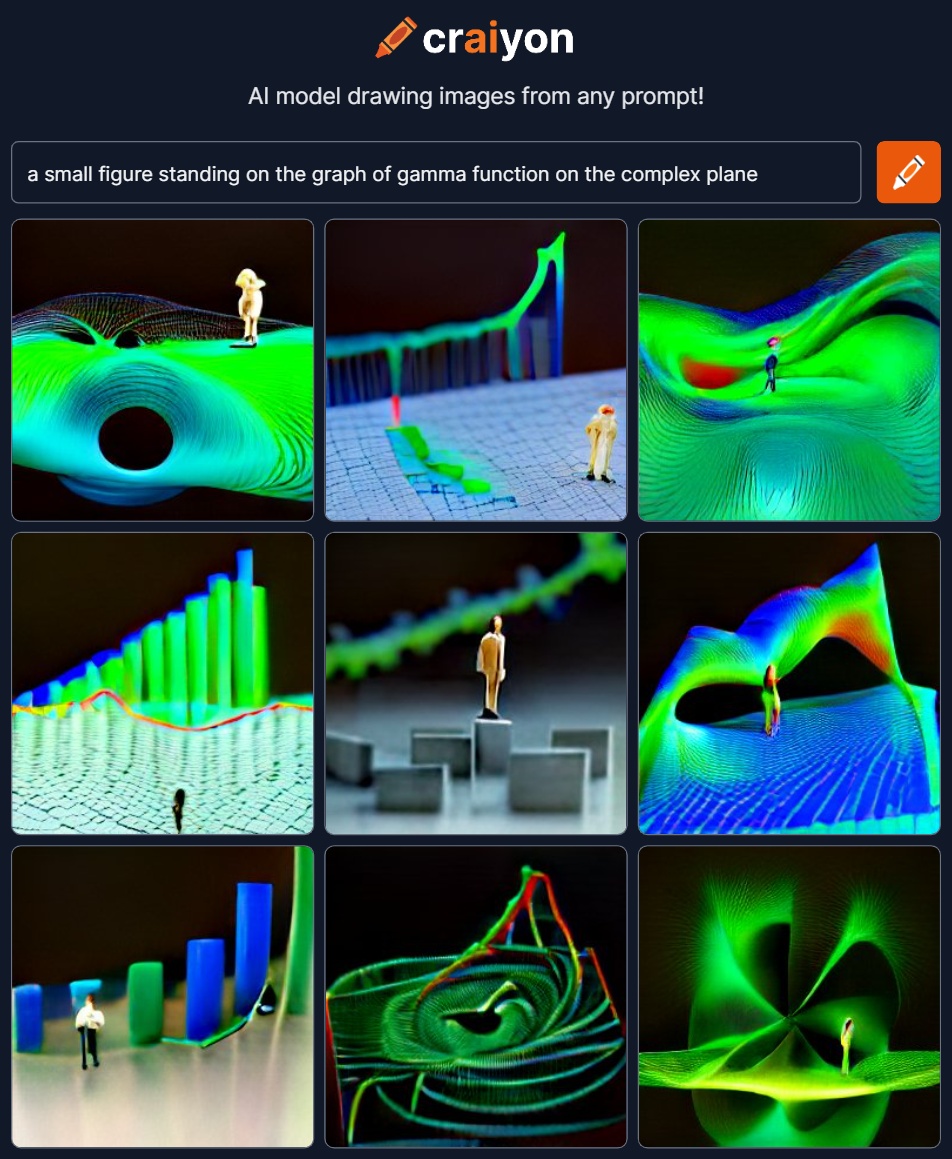 craiyon
AI model drawing images from any prompt!
a small figure standing on the graph of gamma function on the complex plane